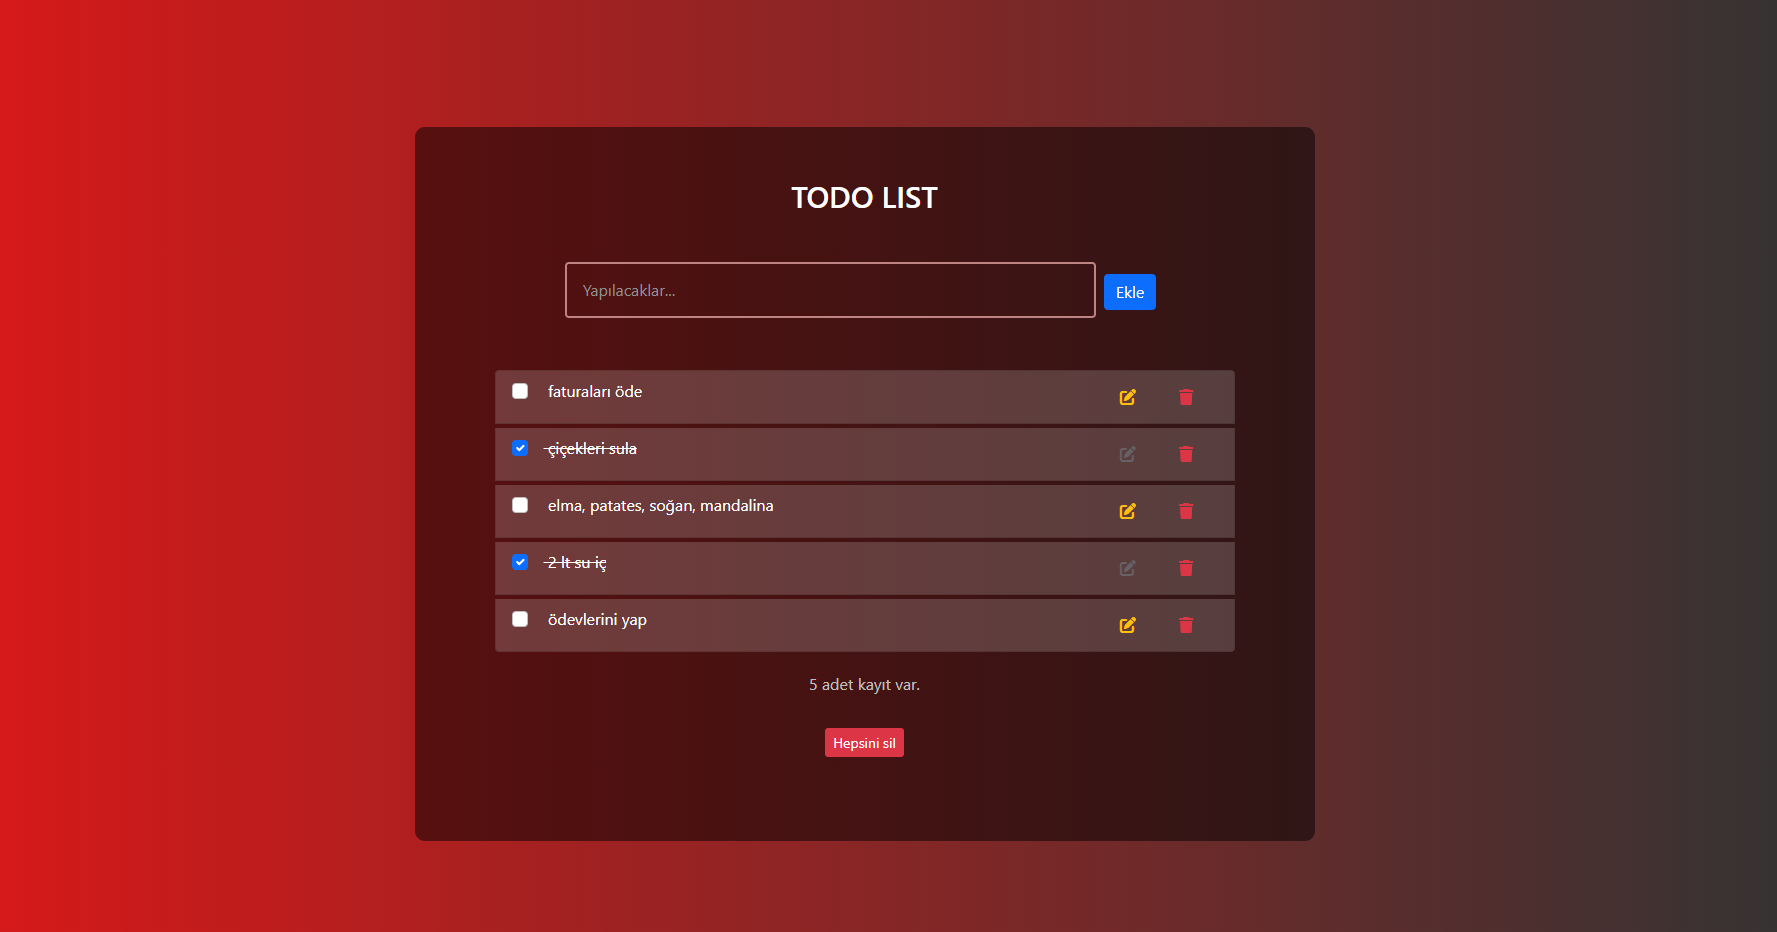 TODO LIST
Yapılacaklar...
Ekle
faturaları öde
çiçekleri sula
elma, patates, soğan, mandalina
2 lt su iç
ödevlerini yap
5 adet kayıt var.
Hepsini sil